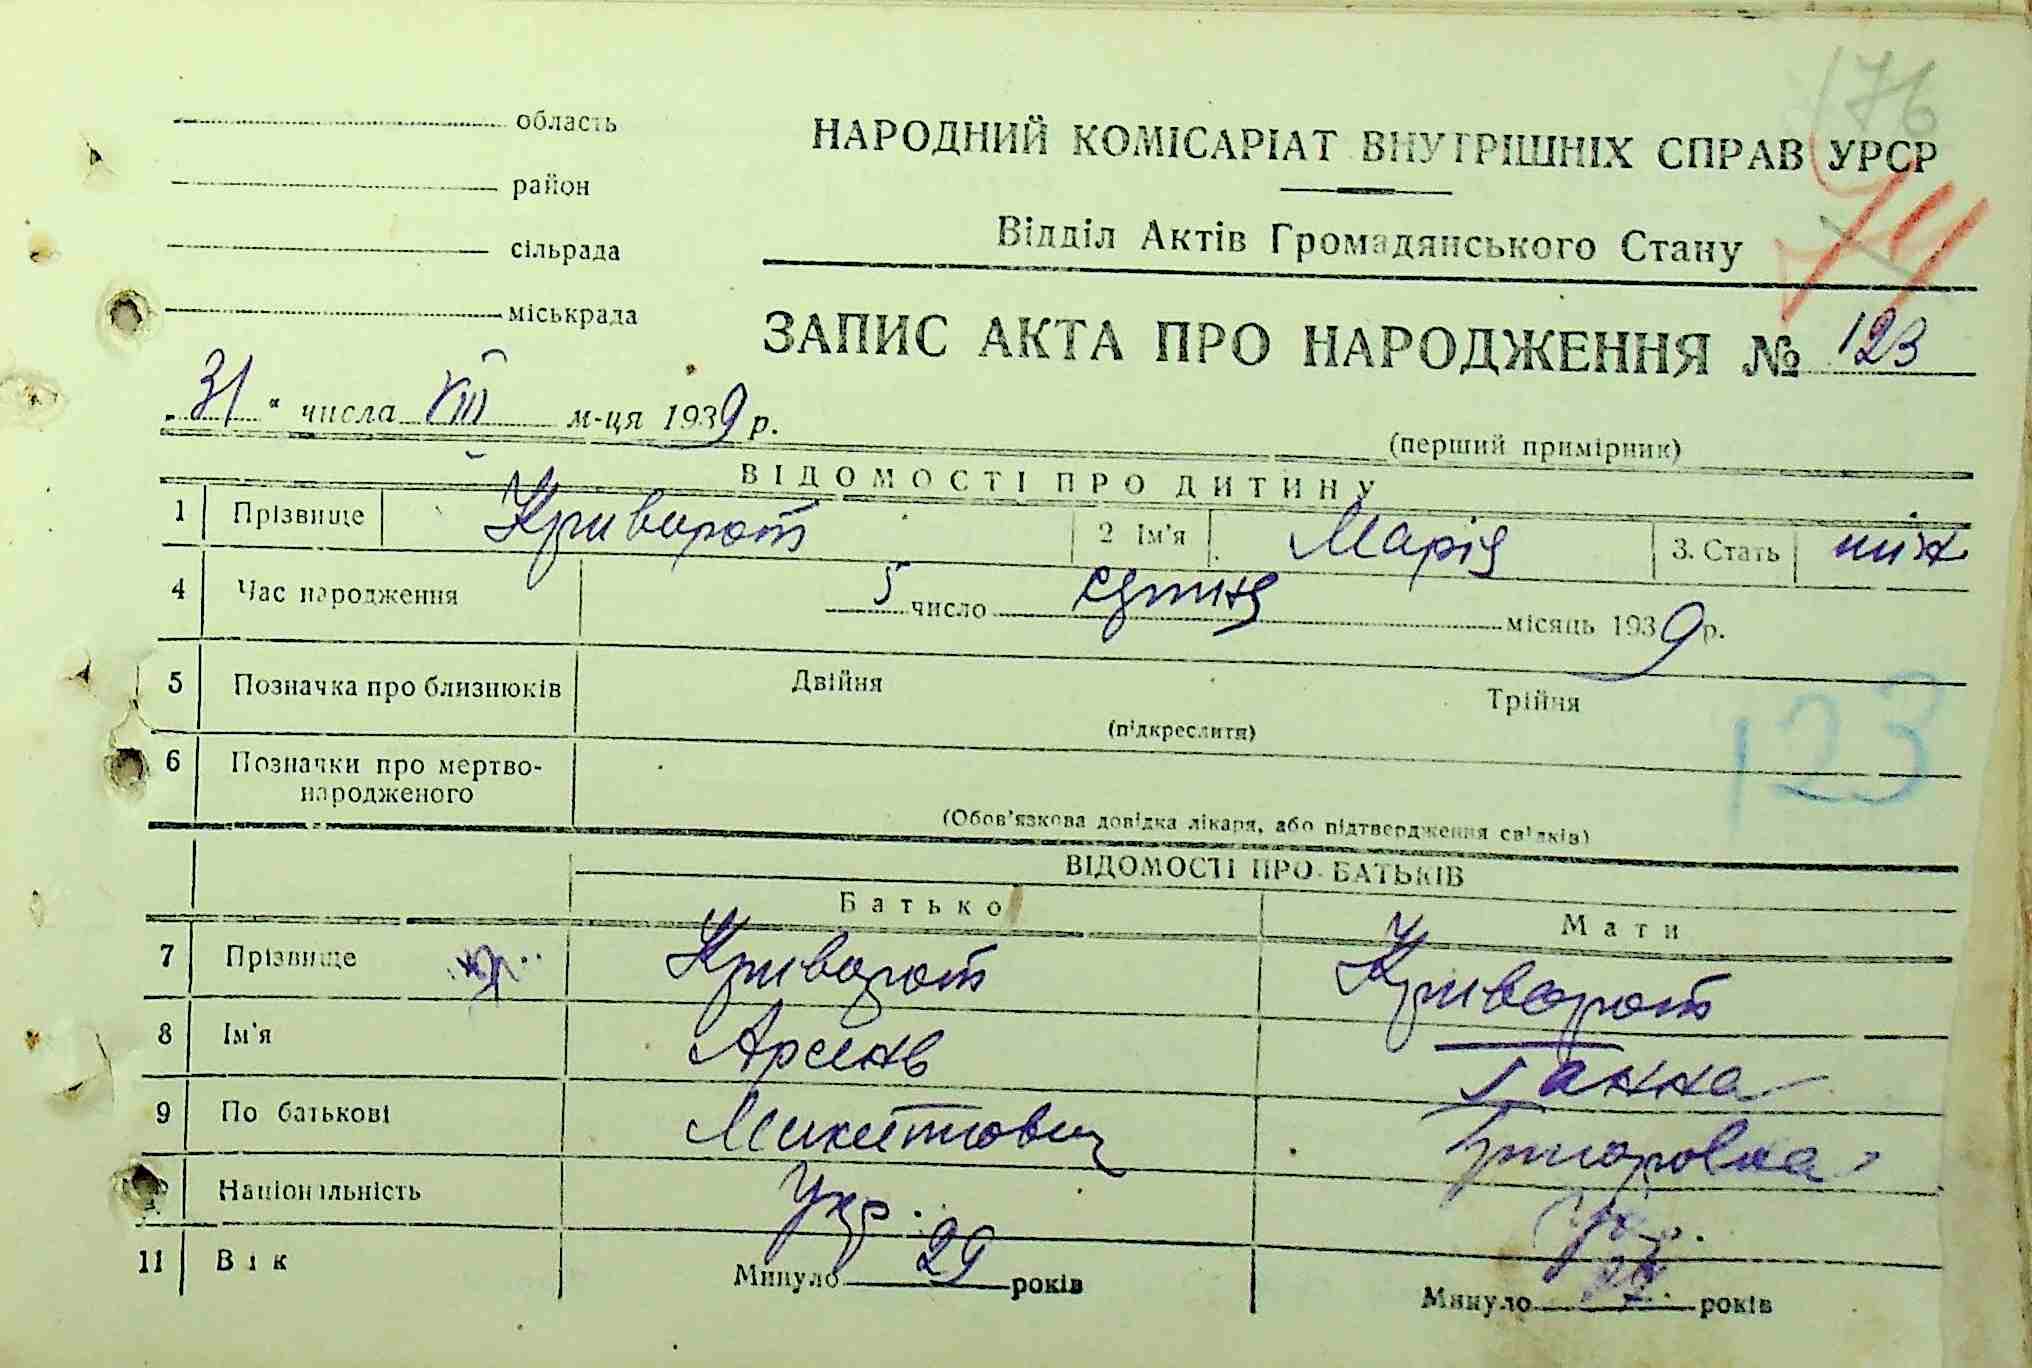 176
область
НАРОДНИЙ КОМІСАРІАТ ВНУТРІШНІХ СПРАВ УРСР
район
74
Відділ Актів Громадянського Стану
сільрада
міськрада
ЗАПИС АКТА ПРО НАРОДЖЕННЯ № 123
„ 31 “ числа VIII м-ця 1939 р.
(перший примірник)
ВІДОМОСТІ ПРО ДИТИНУ
1 Прізвище Криворот 2 Ім'я Марія 3. Стать жін
4 Час народження 5 число серпня місяць 1939 р.
5 Позначка про близнюків Двійня Трійня
(підкреслити)
123
6 Позначки про мертво-
народженого
(Обов'язкова довідка лікаря, або підтвердження свідків)
ВІДОМОСТІ ПРО БАТЬКІВ
Батько Мати
7 Прізвище Криворот Криворот
8 Ім'я Арсень Ганна
9 По батькові Микитович Григоровна
Національність Укр. Укр.
11 Вік Минуло 29 років Минуло років